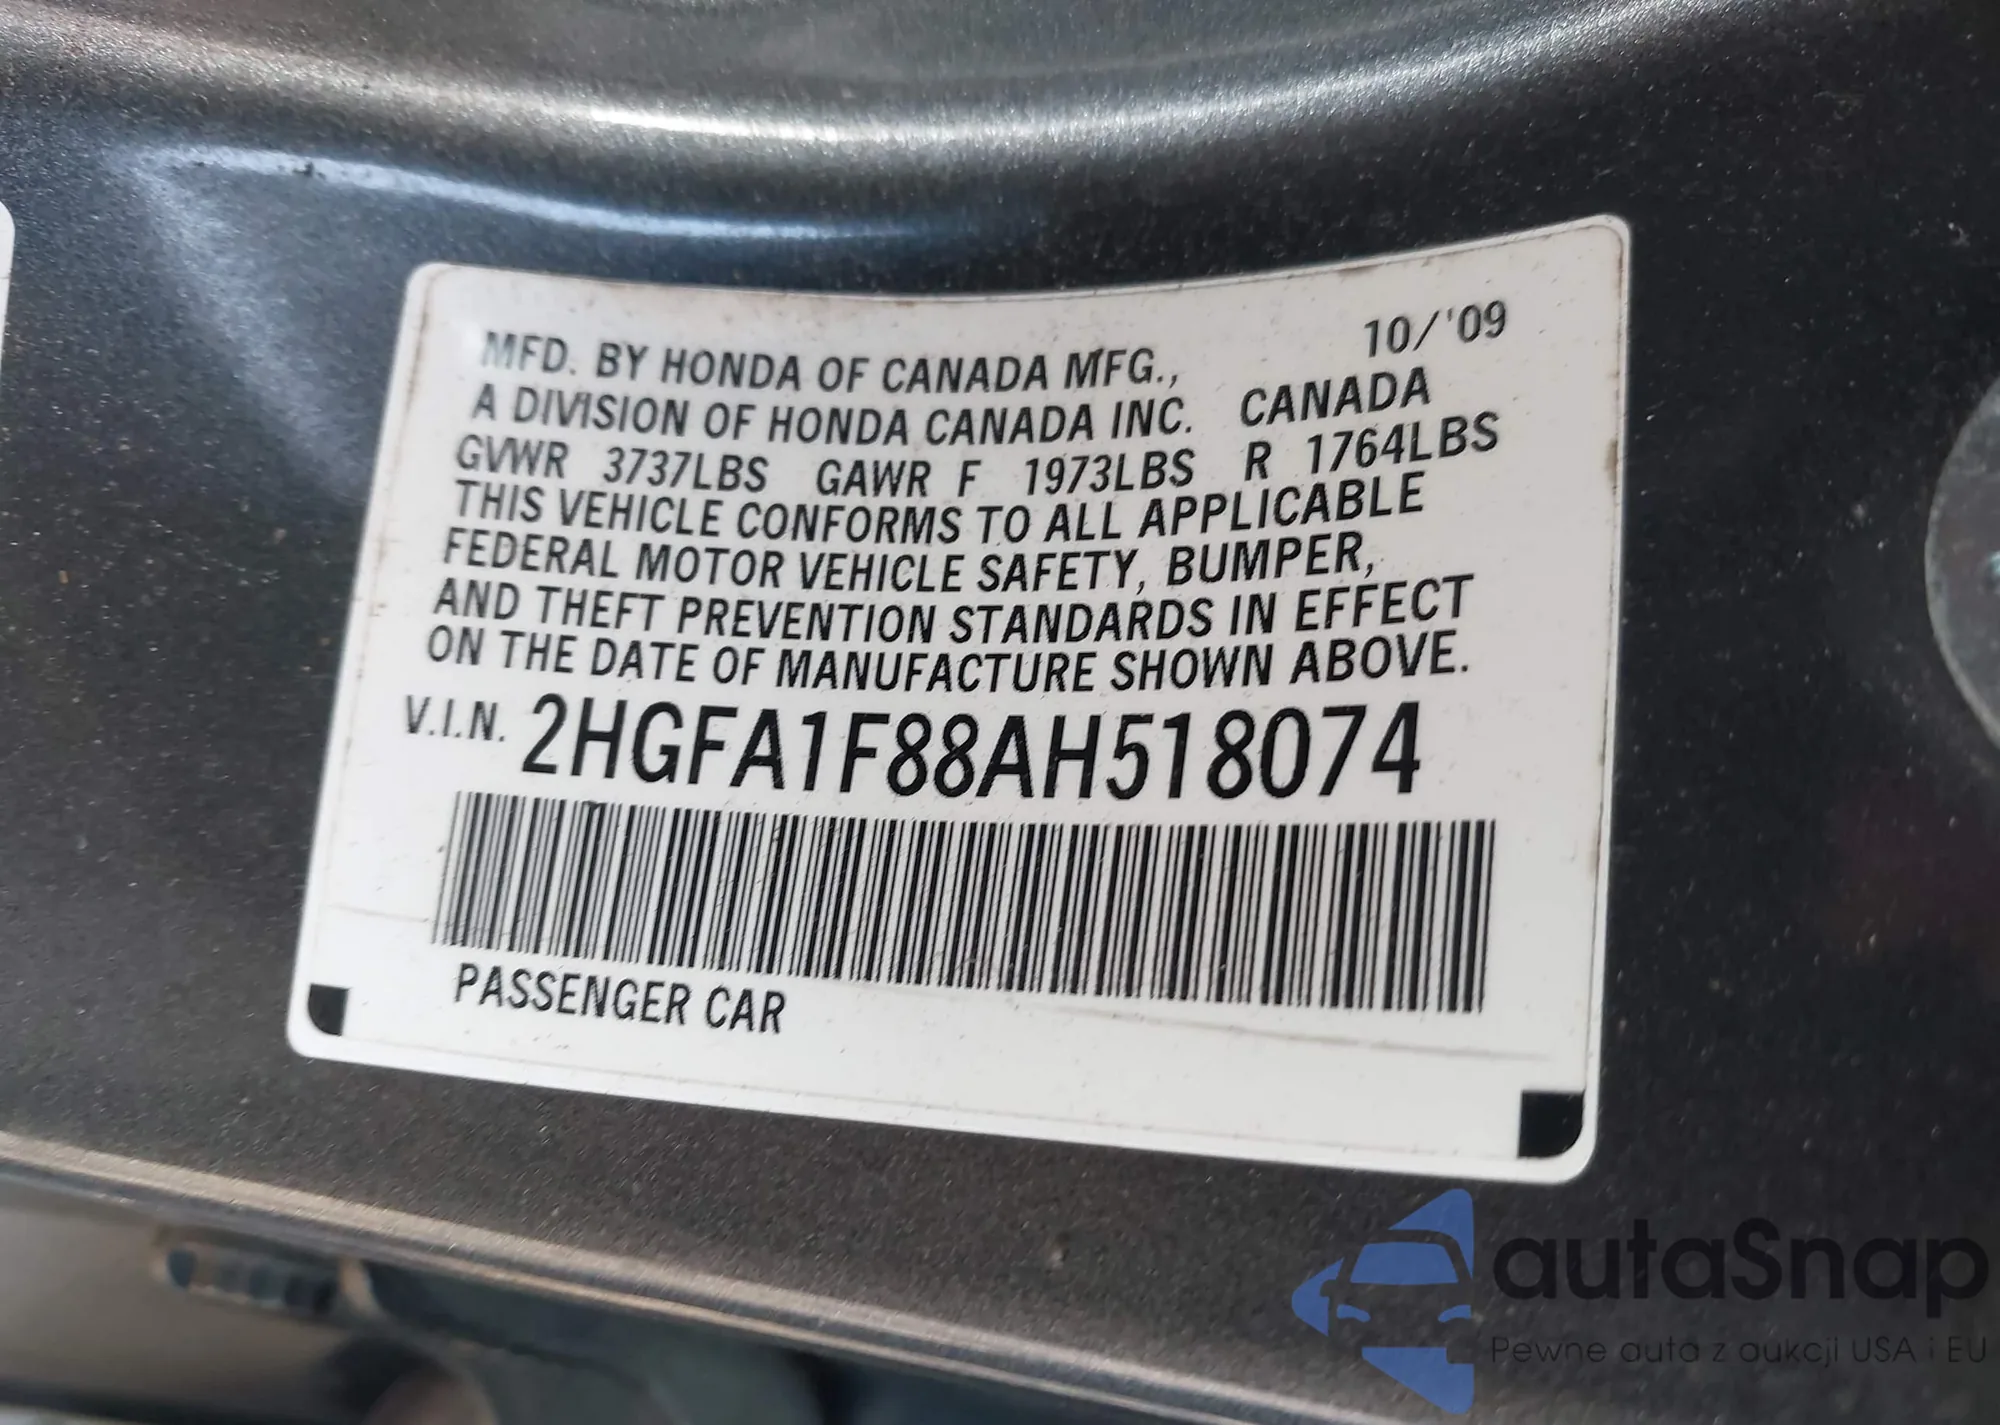 10/'09
MFD. BY HONDA OF CANADA MFG.,
A DIVISION OF HONDA CANADA INC. CANADA
GVWR 3737LBS GAWR F 1973LBS R 1764LBS
THIS VEHICLE CONFORMS TO ALL APPLICABLE
FEDERAL MOTOR VEHICLE SAFETY, BUMPER,
AND THEFT PREVENTION STANDARDS IN EFFECT
ON THE DATE OF MANUFACTURE SHOWN ABOVE.
V.I.N. 2HGFA1F88AH518074
PASSENGER CAR
autaSnap
Pewne auta z aukcji USA i EU